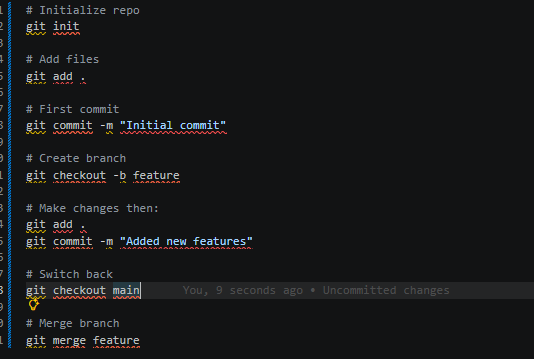 # Initialize repo
git init
# Add files
git add .
# First commit
git commit -m "Initial commit"
# Create branch
git checkout -b feature
# Make changes then:
git add .
git commit -m "Added new features"
# Switch back
git checkout main You, 9 seconds ago • Uncommitted changes
# Merge branch
git merge feature